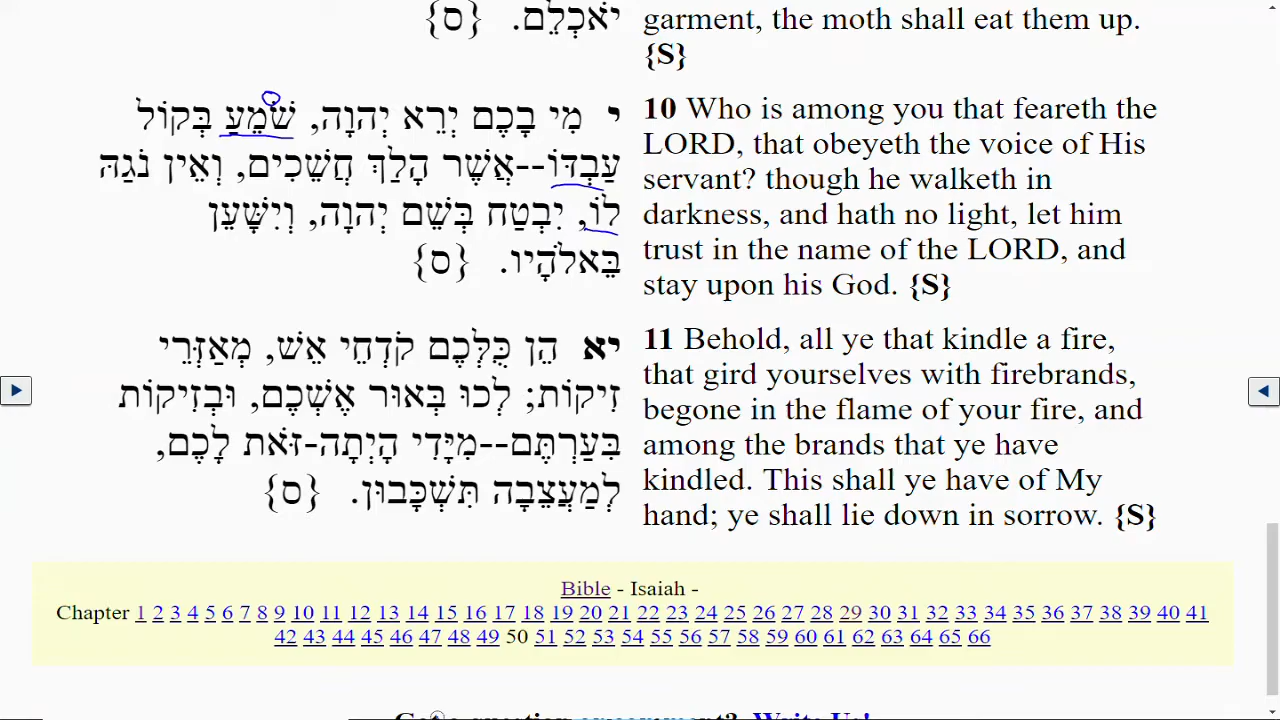 יֹאכְלֵם. {ס}
garment, the moth shall eat them up.
{S}
י מִי בָכֶם יְרֵא יְהוָה, שֹׁמֵעַ בְּקוֹל
עַבְדּוֹ--אֲשֶׁר הָלַךְ חֲשֵׁכִים, וְאֵין נֹגַהּ
לוֹ, יִבְטַח בְּשֵׁם יְהוָה, וְיִשָּׁעֵן
בֵּאלֹהָיו. {ס}
10 Who is among you that feareth the
LORD, that obeyeth the voice of His
servant? though he walketh in
darkness, and hath no light, let him
trust in the name of the LORD, and
stay upon his God. {S}
יא הֵן כֻּלְּכֶם קֹדְחֵי אֵשׁ, מְאַזְּרֵי
זִיקוֹת; לְכוּ בְּאוּר אֶשְׁכֶם, וּבְזִיקוֹת
בִּעַרְתֶּם--מִיָּדִי הָיְתָה-זֹּאת לָכֶם,
לְמַעֲצֵבָה תִּשְׁכָּבוּן. {ס}
11 Behold, all ye that kindle a fire,
that gird yourselves with firebrands,
begone in the flame of your fire, and
among the brands that ye have
kindled. This shall ye have of My
hand; ye shall lie down in sorrow. {S}
Bible - Isaiah -
Chapter 1 2 3 4 5 6 7 8 9 10 11 12 13 14 15 16 17 18 19 20 21 22 23 24 25 26 27 28 29 30 31 32 33 34 35 36 37 38 39 40 41
42 43 44 45 46 47 48 49 50 51 52 53 54 55 56 57 58 59 60 61 62 63 64 65 66
Got a question or comment? Write Us!